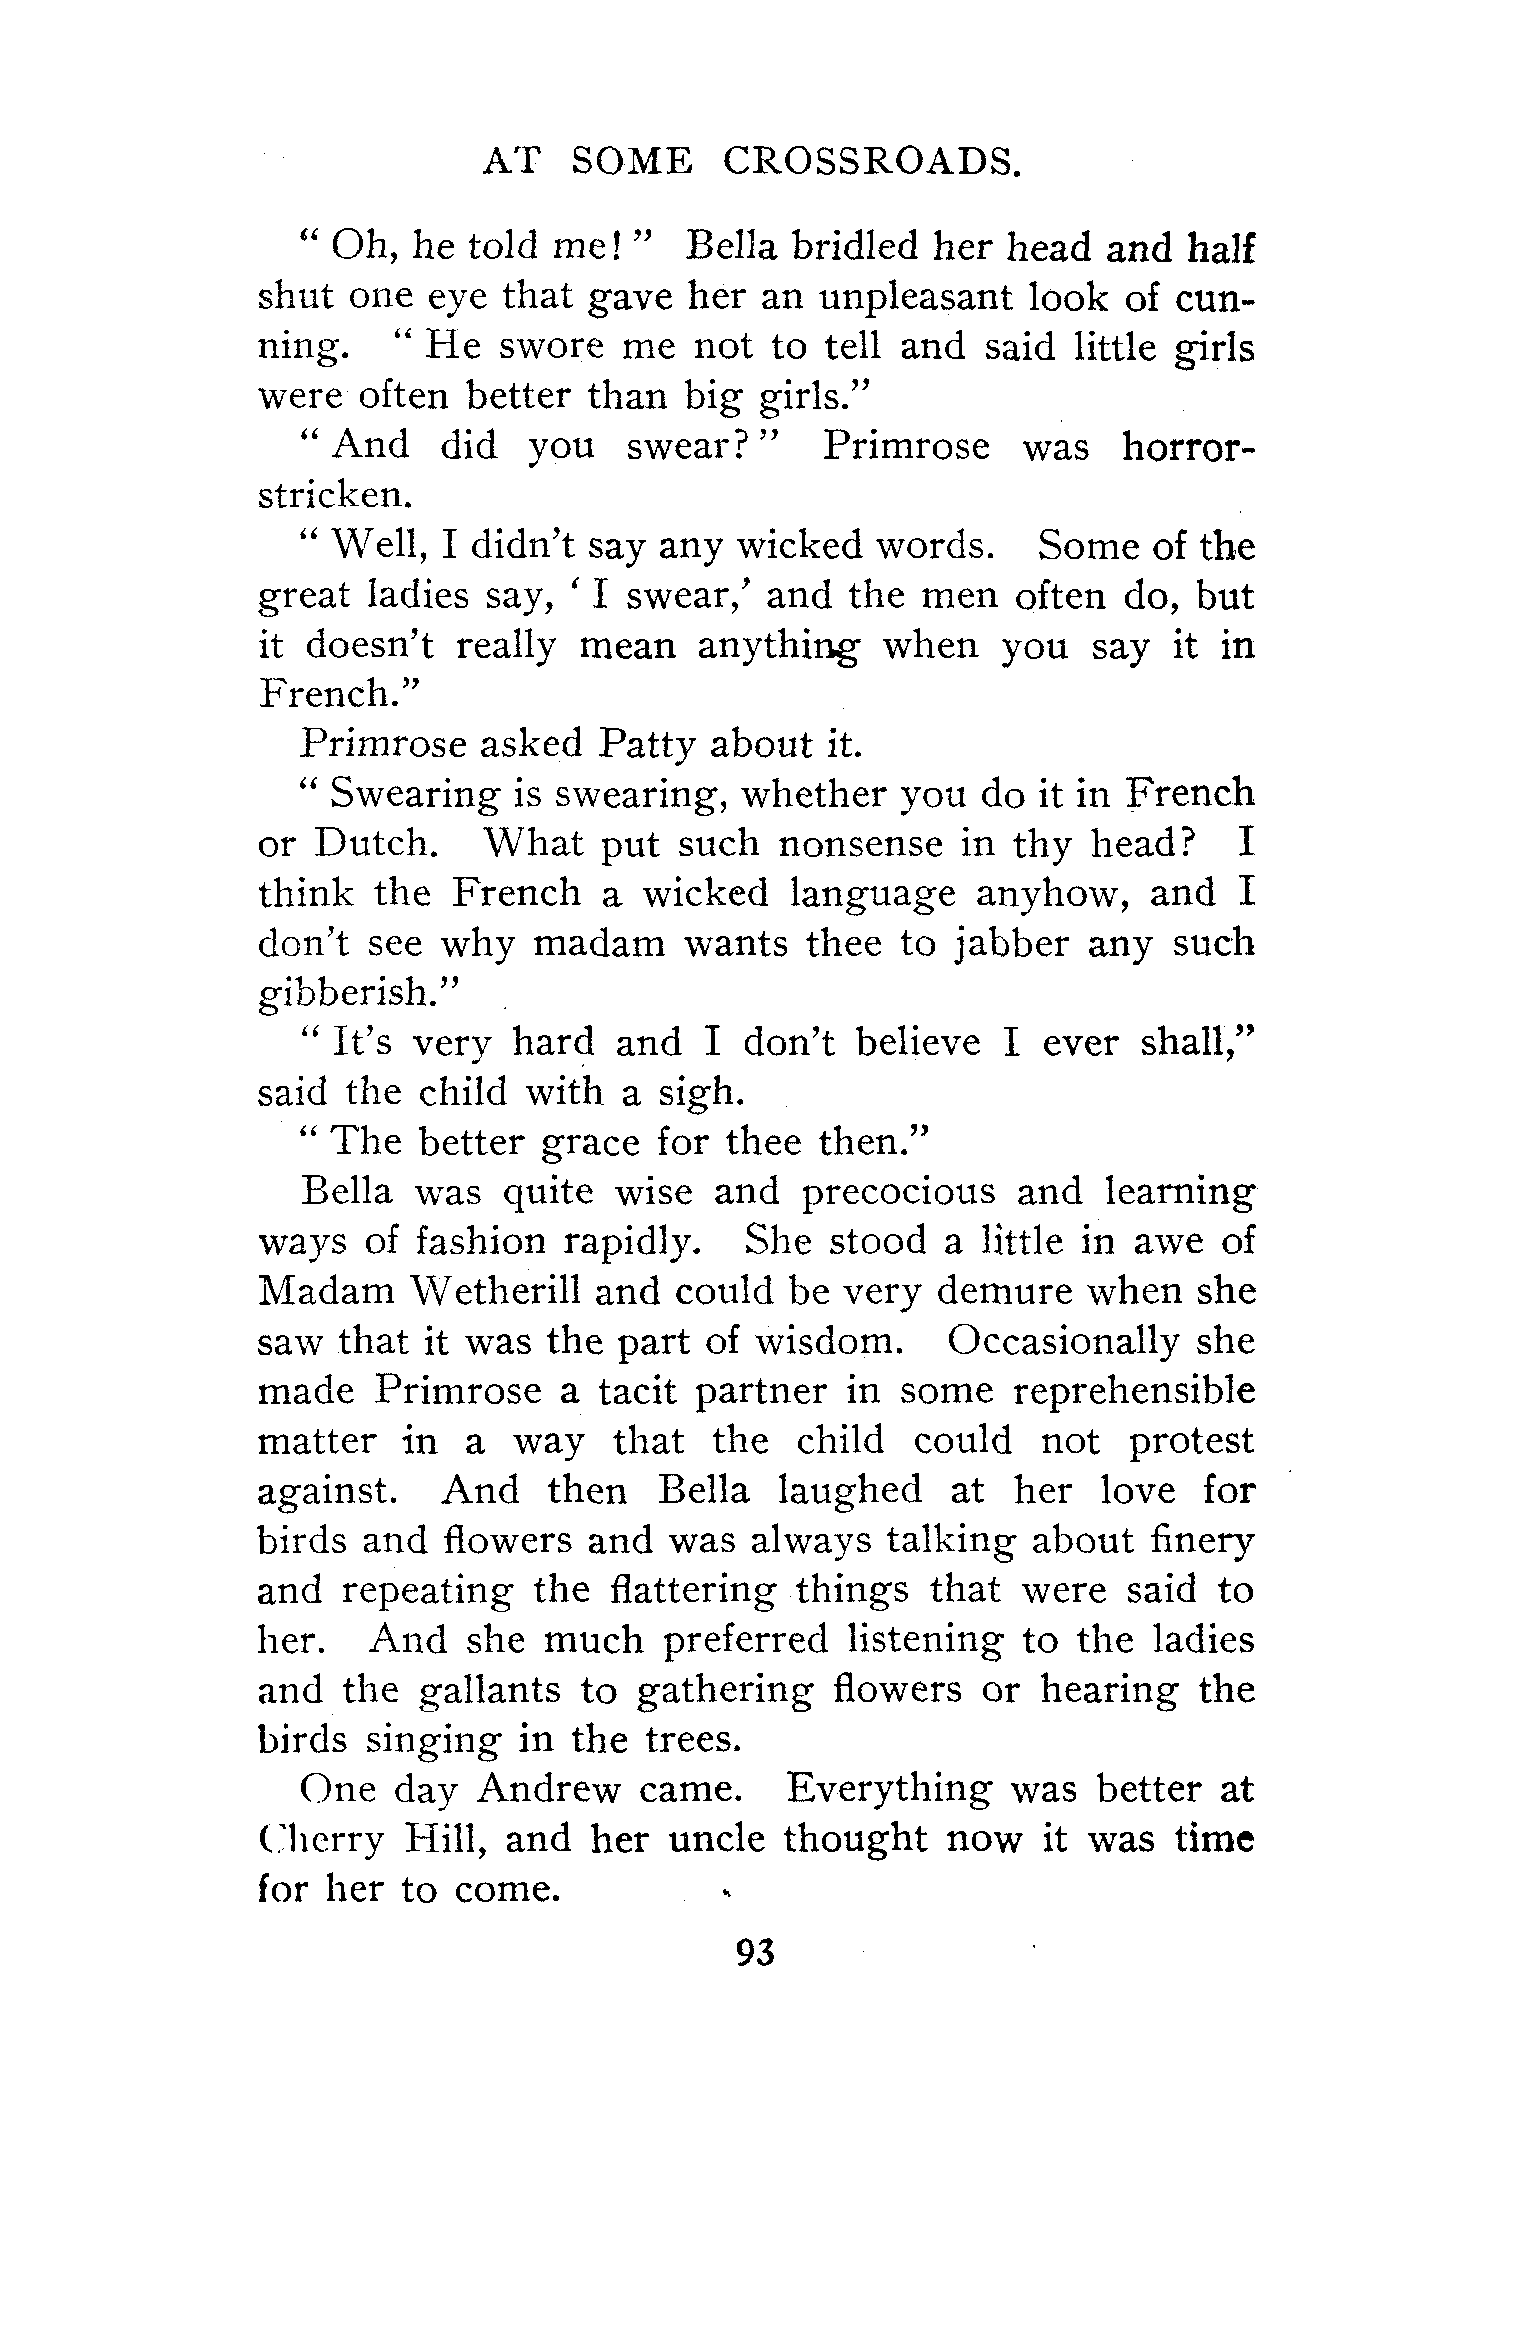 AT SOME CROSSROADS.
“ Oh, he told me! ” Bella bridled her head and half
shut one eye that gave her an unpleasant look of cun-
ning. “ He swore me not to tell and said little girls
were often better than big girls.”
“ And did you swear? ” Primrose was horror-
stricken.
“ Well, I didn’t say any wicked words. Some of the
great ladies say, ‘ I swear,’ and the men often do, but
it doesn’t really mean anything when you say it in
French.”
Primrose asked Patty about it.
“ Swearing is swearing, whether you do it in French
or Dutch. What put such nonsense in thy head? I
think the French a wicked language anyhow, and I
don’t see why madam wants thee to jabber any such
gibberish.”
“ It’s very hard and I don’t believe I ever shall,”
said the child with a sigh.
“ The better grace for thee then.”
Bella was quite wise and precocious and learning
ways of fashion rapidly. She stood a little in awe of
Madam Wetherill and could be very demure when she
saw that it was the part of wisdom. Occasionally she
made Primrose a tacit partner in some reprehensible
matter in a way that the child could not protest
against. And then Bella laughed at her love for
birds and flowers and was always talking about finery
and repeating the flattering things that were said to
her. And she much preferred listening to the ladies
and the gallants to gathering flowers or hearing the
birds singing in the trees.
One day Andrew came. Everything was better at
Cherry Hill, and her uncle thought now it was time
for her to come.
93